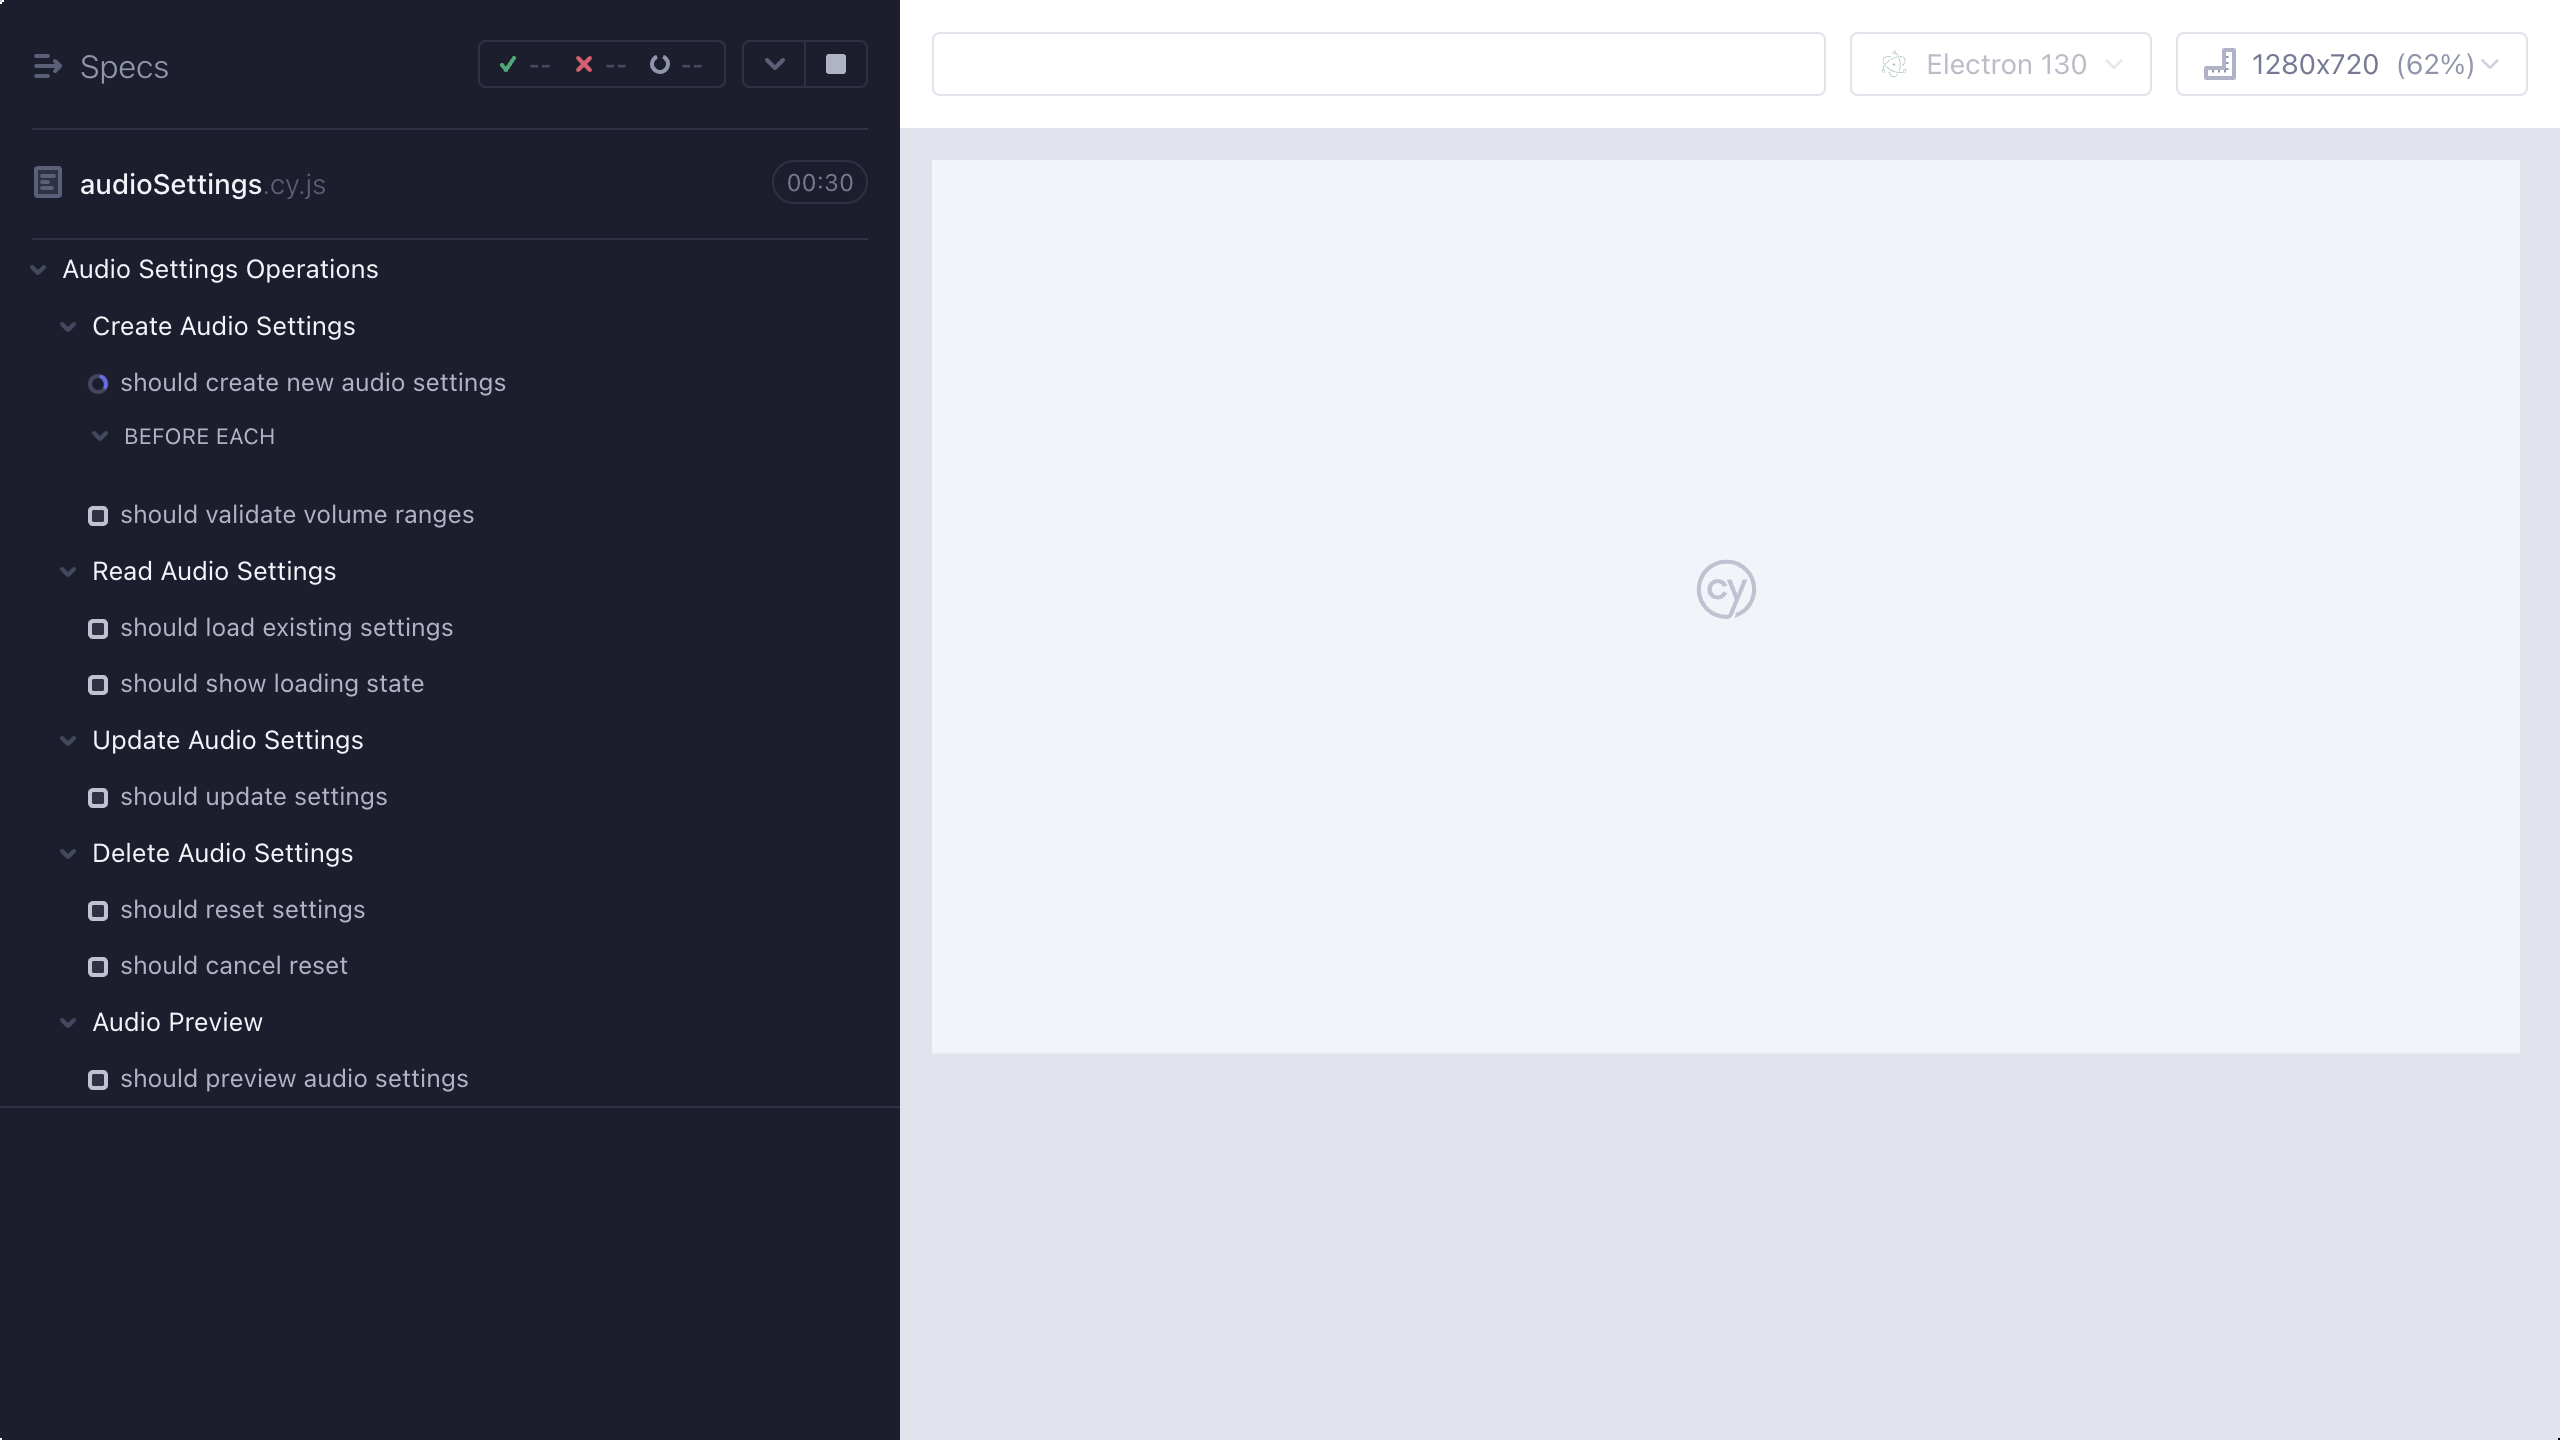 Specs -- -- --
Electron 130
1280x720 (62%)
audioSettings.cy.js 00:30
Audio Settings Operations
Create Audio Settings
should create new audio settings
BEFORE EACH
should validate volume ranges
Read Audio Settings
should load existing settings
should show loading state
Update Audio Settings
should update settings
Delete Audio Settings
should reset settings
should cancel reset
Audio Preview
should preview audio settings
cy